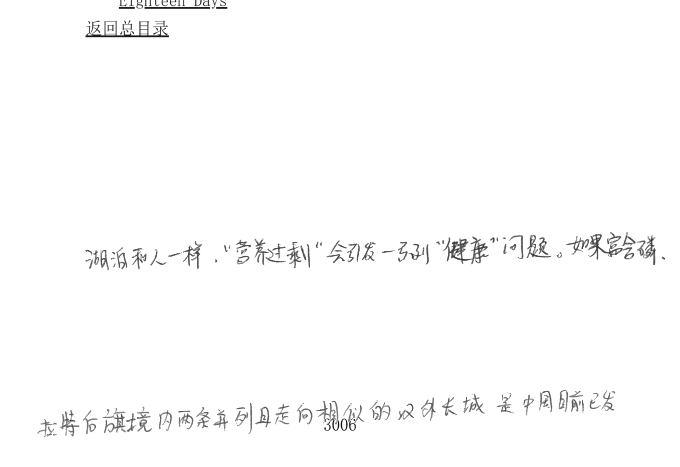 Eighteen Days
返回总目录
湖泊和人一样，“营养过剩“会引发一系列“健康”问题。如果富含磷、
拉特后旗境内两条并列且走向相似的汉外长城 是中国目前已发
3006